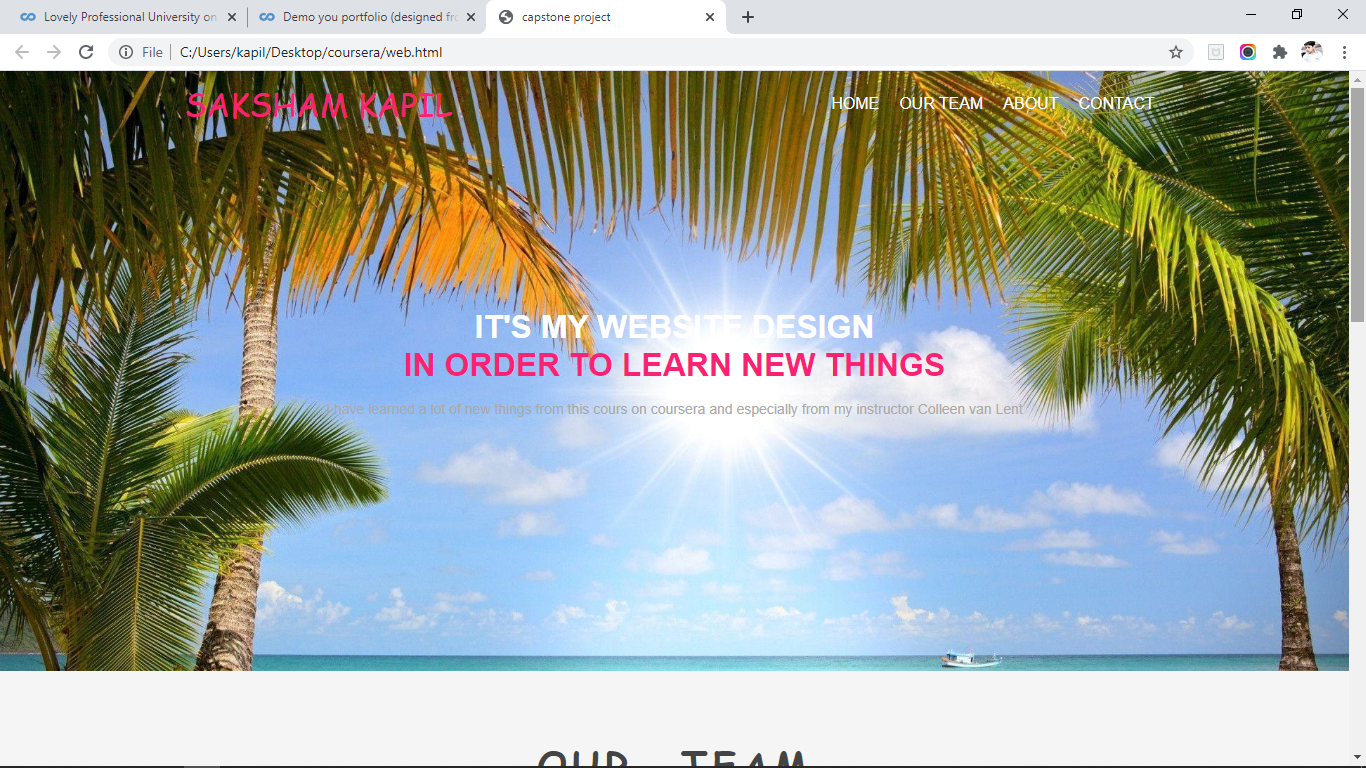 Lovely Professional University on
Demo you portfolio (designed fro
capstone project
File
C:/Users/kapil/Desktop/coursera/web.html
SAKSHAM KAPIL
HOME OUR TEAM ABOUT CONTACT
IT'S MY WEBSITE DESIGN
IN ORDER TO LEARN NEW THINGS
I have learned a lot of new things from this cours on coursera and especially from my instructor Colleen van Lent
OUR TEAM